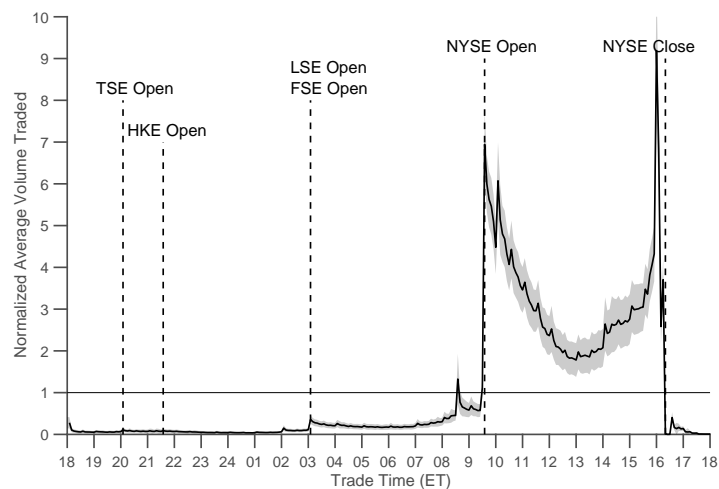 10
9
8
7
6
5
4
3
2
1
0
Normalized Average Volume Traded
TSE Open
HKE Open
LSE Open
FSE Open
NYSE Open
NYSE Close
18 19 20 21 22 23 24 01 02 03 04 05 06 07 08 9 10 11 12 13 14 15 16 17 18
Trade Time (ET)